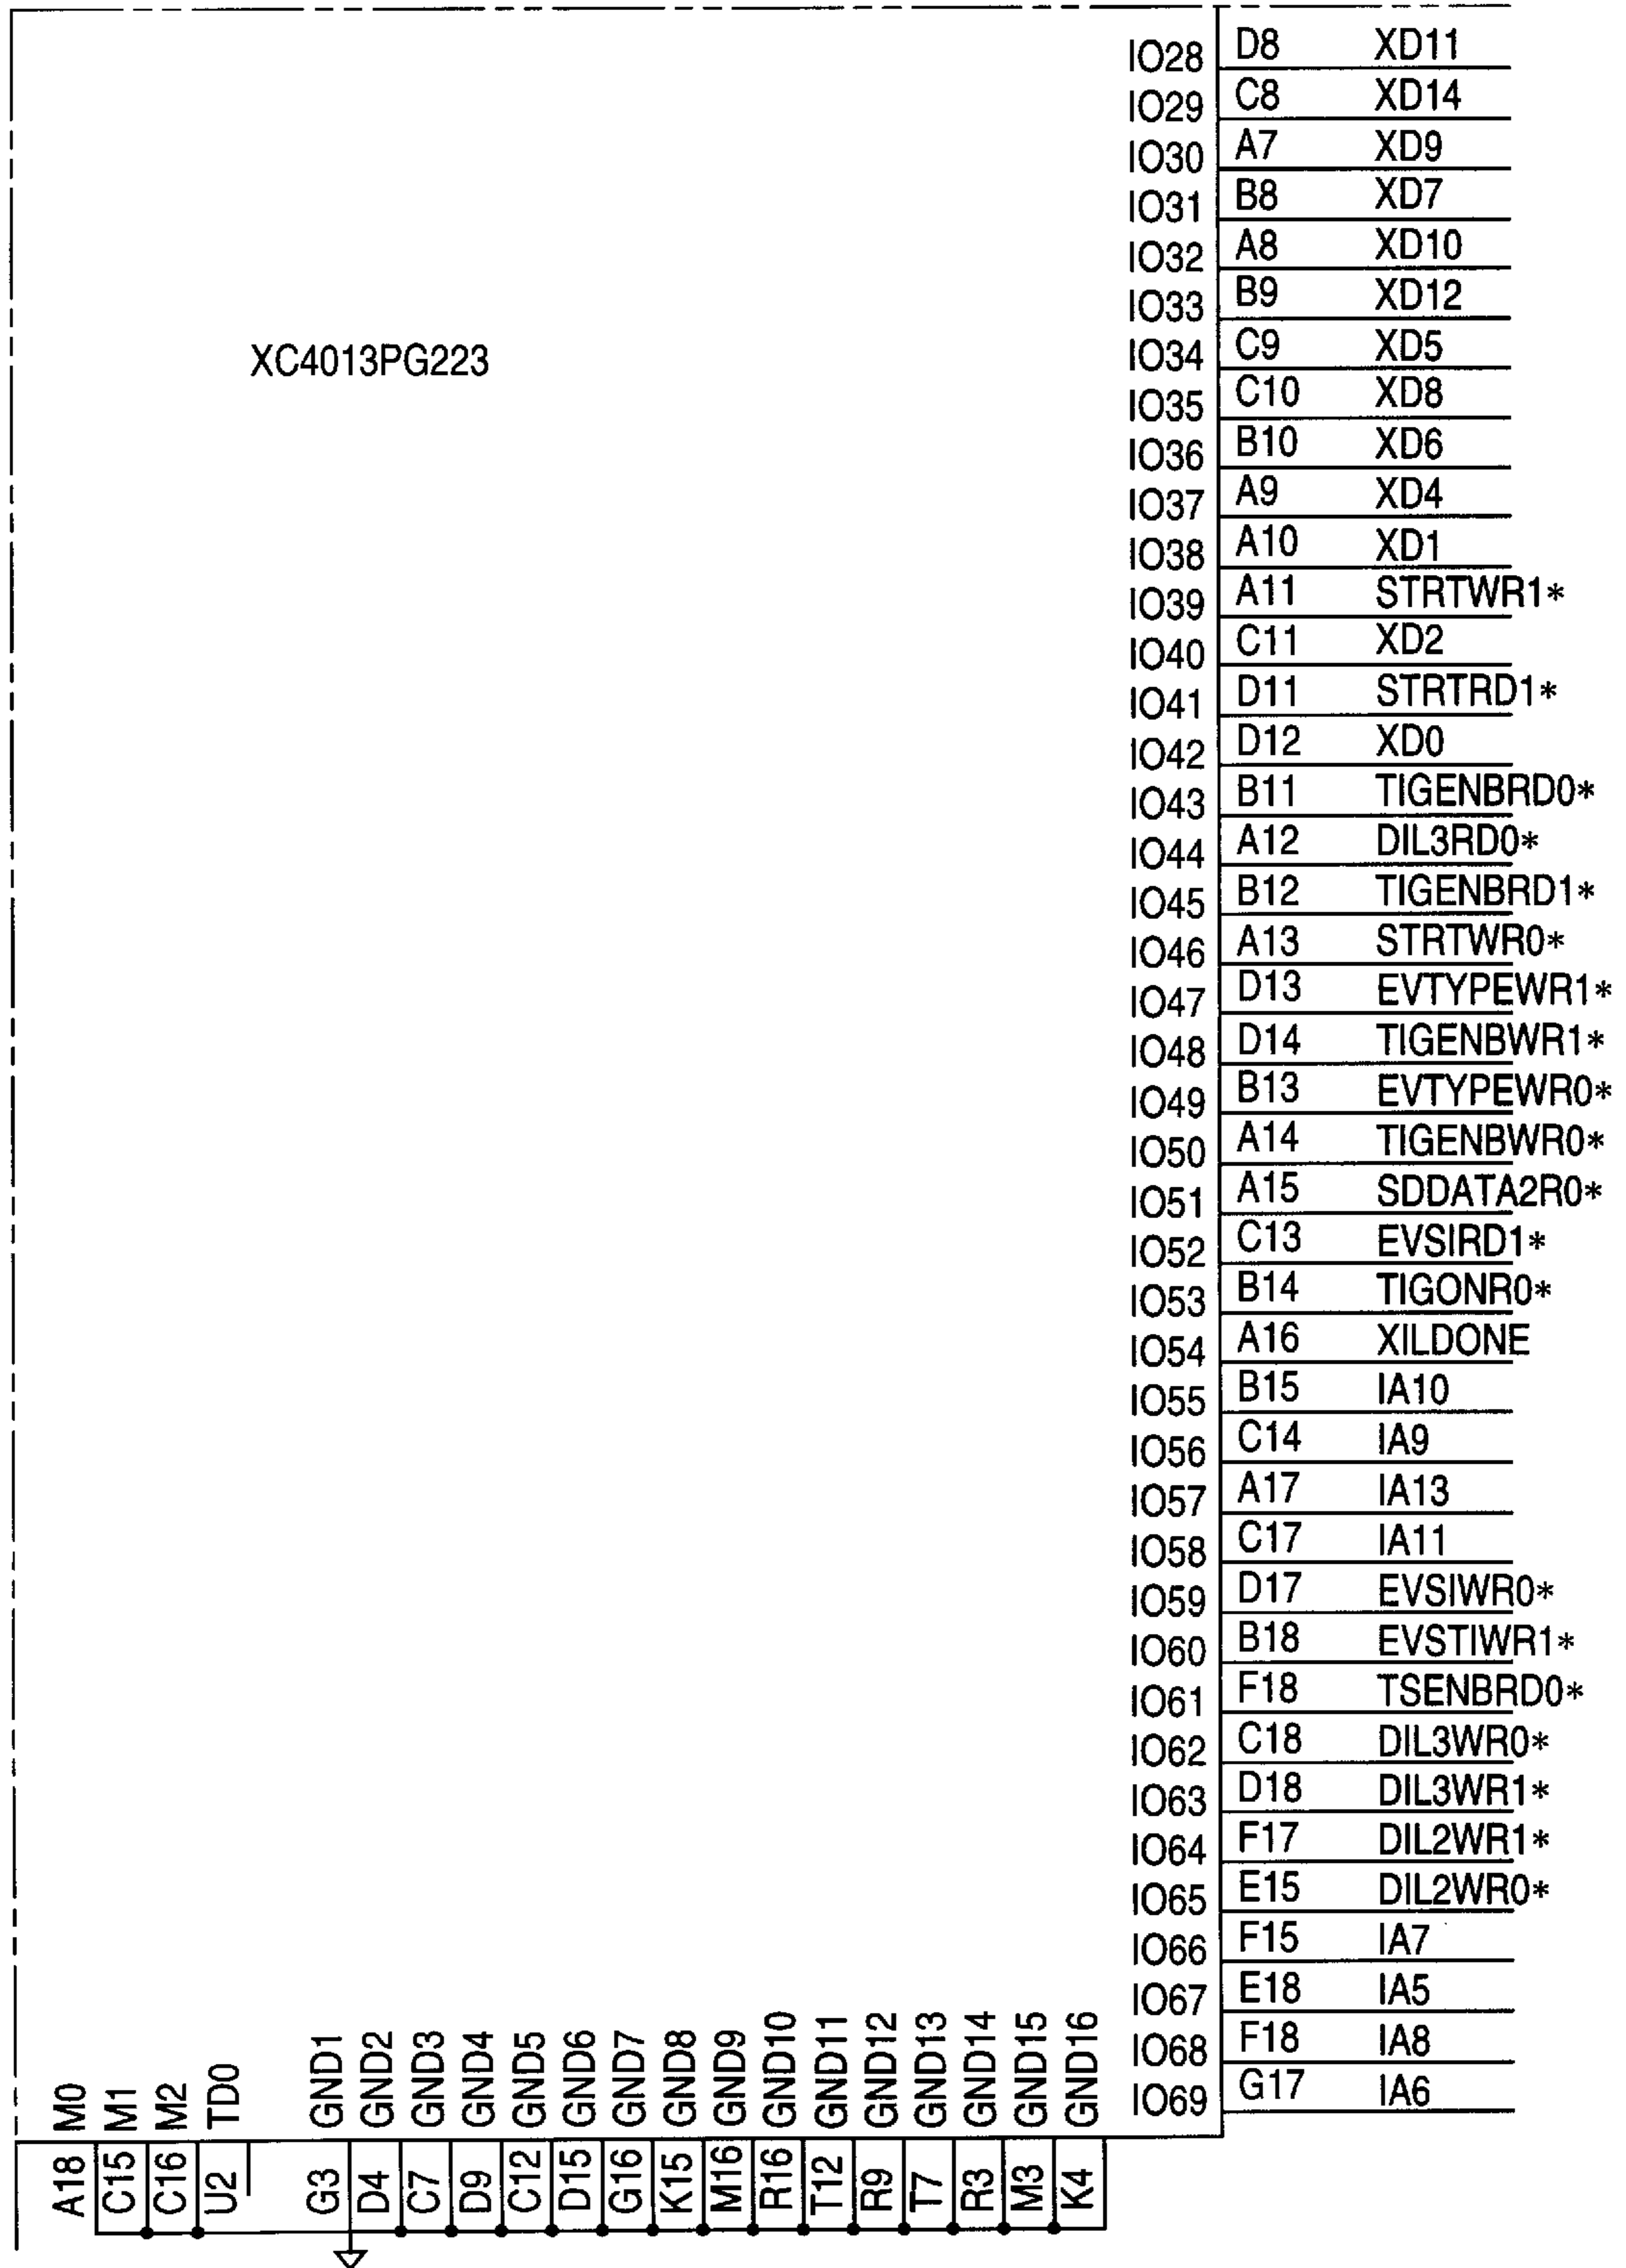 IO28 D8 XD11
IO29 C8 XD14
IO30 A7 XD9
IO31 B8 XD7
IO32 A8 XD10
IO33 B9 XD12
XC4013PG223
IO34 C9 XD5
IO35 C10 XD8
IO36 B10 XD6
IO37 A9 XD4
IO38 A10 XD1
IO39 A11 STRTWR1*
IO40 C11 XD2
IO41 D11 STRTRD1*
IO42 D12 XD0
IO43 B11 TIGENBRD0*
IO44 A12 DIL3RD0*
IO45 B12 TIGENBRD1*
IO46 A13 STRTWR0*
IO47 D13 EVTYPEWR1*
IO48 D14 TIGENBWR1*
IO49 B13 EVTYPEWR0*
IO50 A14 TIGENBWR0*
IO51 A15 SDDATA2R0*
IO52 C13 EVSIRD1*
IO53 B14 TIGONR0*
IO54 A16 XILDONE
IO55 B15 IA10
IO56 C14 IA9
IO57 A17 IA13
IO58 C17 IA11
IO59 D17 EVSIWR0*
IO60 B18 EVSTIWR1*
IO61 F18 TSENBRD0*
IO62 C18 DIL3WR0*
IO63 D18 DIL3WR1*
IO64 F17 DIL2WR1*
IO65 E15 DIL2WR0*
IO66 F15 IA7
IO67 E18 IA5
IO68 F18 IA8
IO69 G17 IA6
M0 M1 M2 TD0 GND1 GND2 GND3 GND4 GND5 GND6 GND7 GND8 GND9 GND10 GND11 GND12 GND13 GND14 GND15 GND16
A18 C15 C16 U2 G3 D4 C7 D9 C12 D15 G16 K15 M16 R16 T12 R9 T7 R3 M3 K4